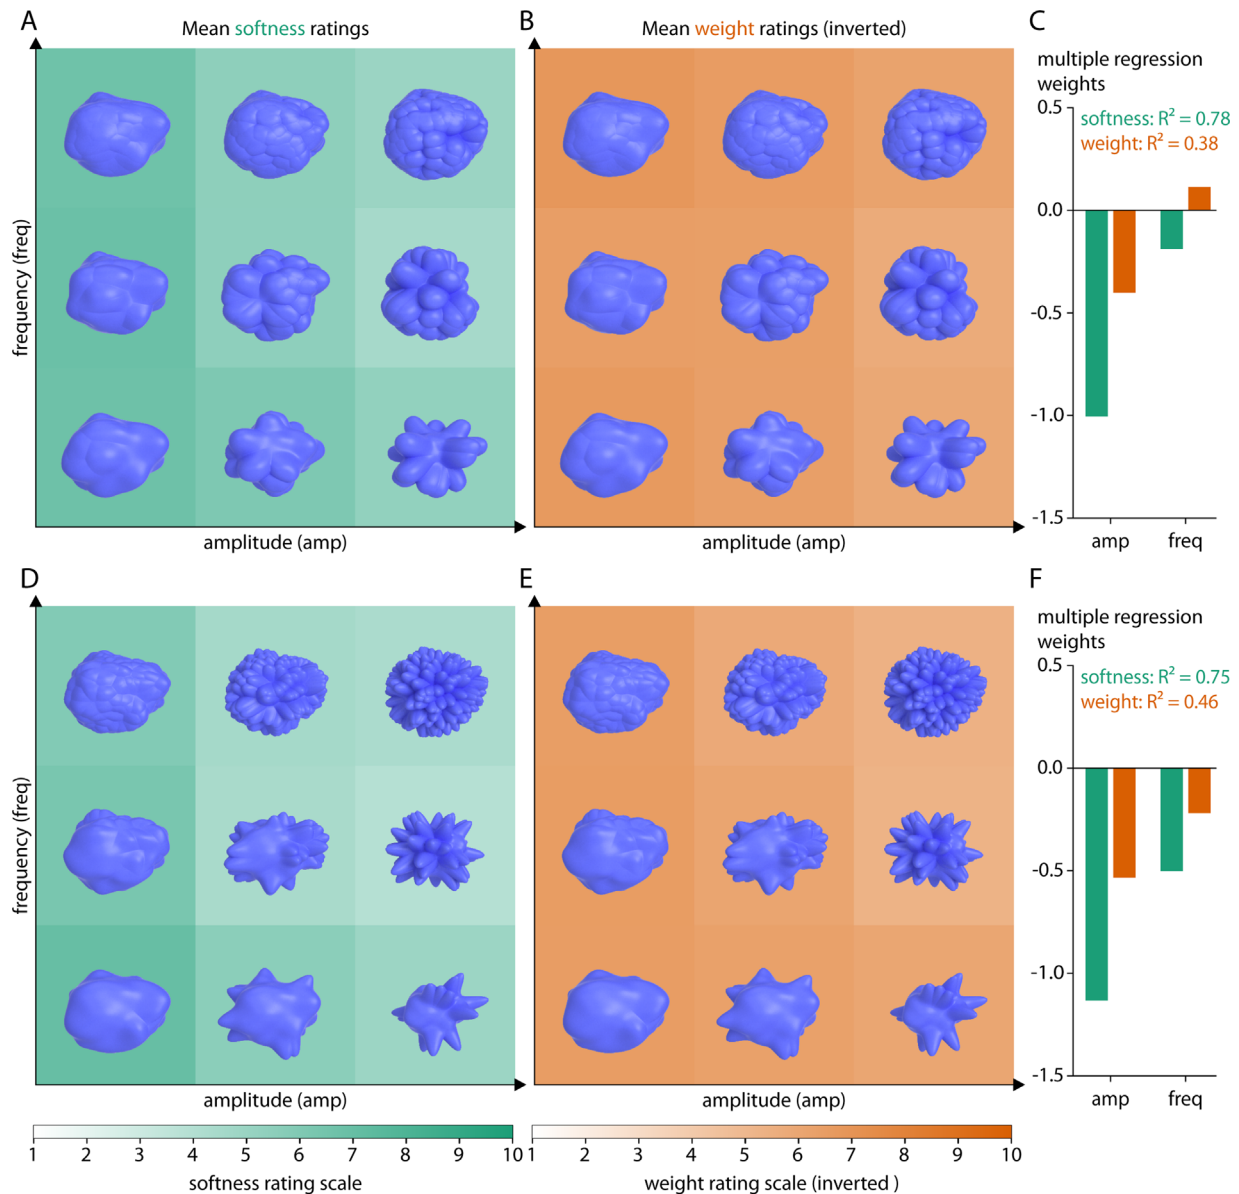 A
Mean softness ratings
frequency (freq)
amplitude (amp)
B
Mean weight ratings (inverted)
amplitude (amp)
C
multiple regression
weights
softness: R² = 0.78
weight: R² = 0.38
0.5
0.0
-0.5
-1.0
-1.5
amp freq
D
frequency (freq)
amplitude (amp)
E
amplitude (amp)
F
multiple regression
weights
softness: R² = 0.75
weight: R² = 0.46
0.5
0.0
-0.5
-1.0
-1.5
amp freq
1 2 3 4 5 6 7 8 9 10
softness rating scale
1 2 3 4 5 6 7 8 9 10
weight rating scale (inverted )